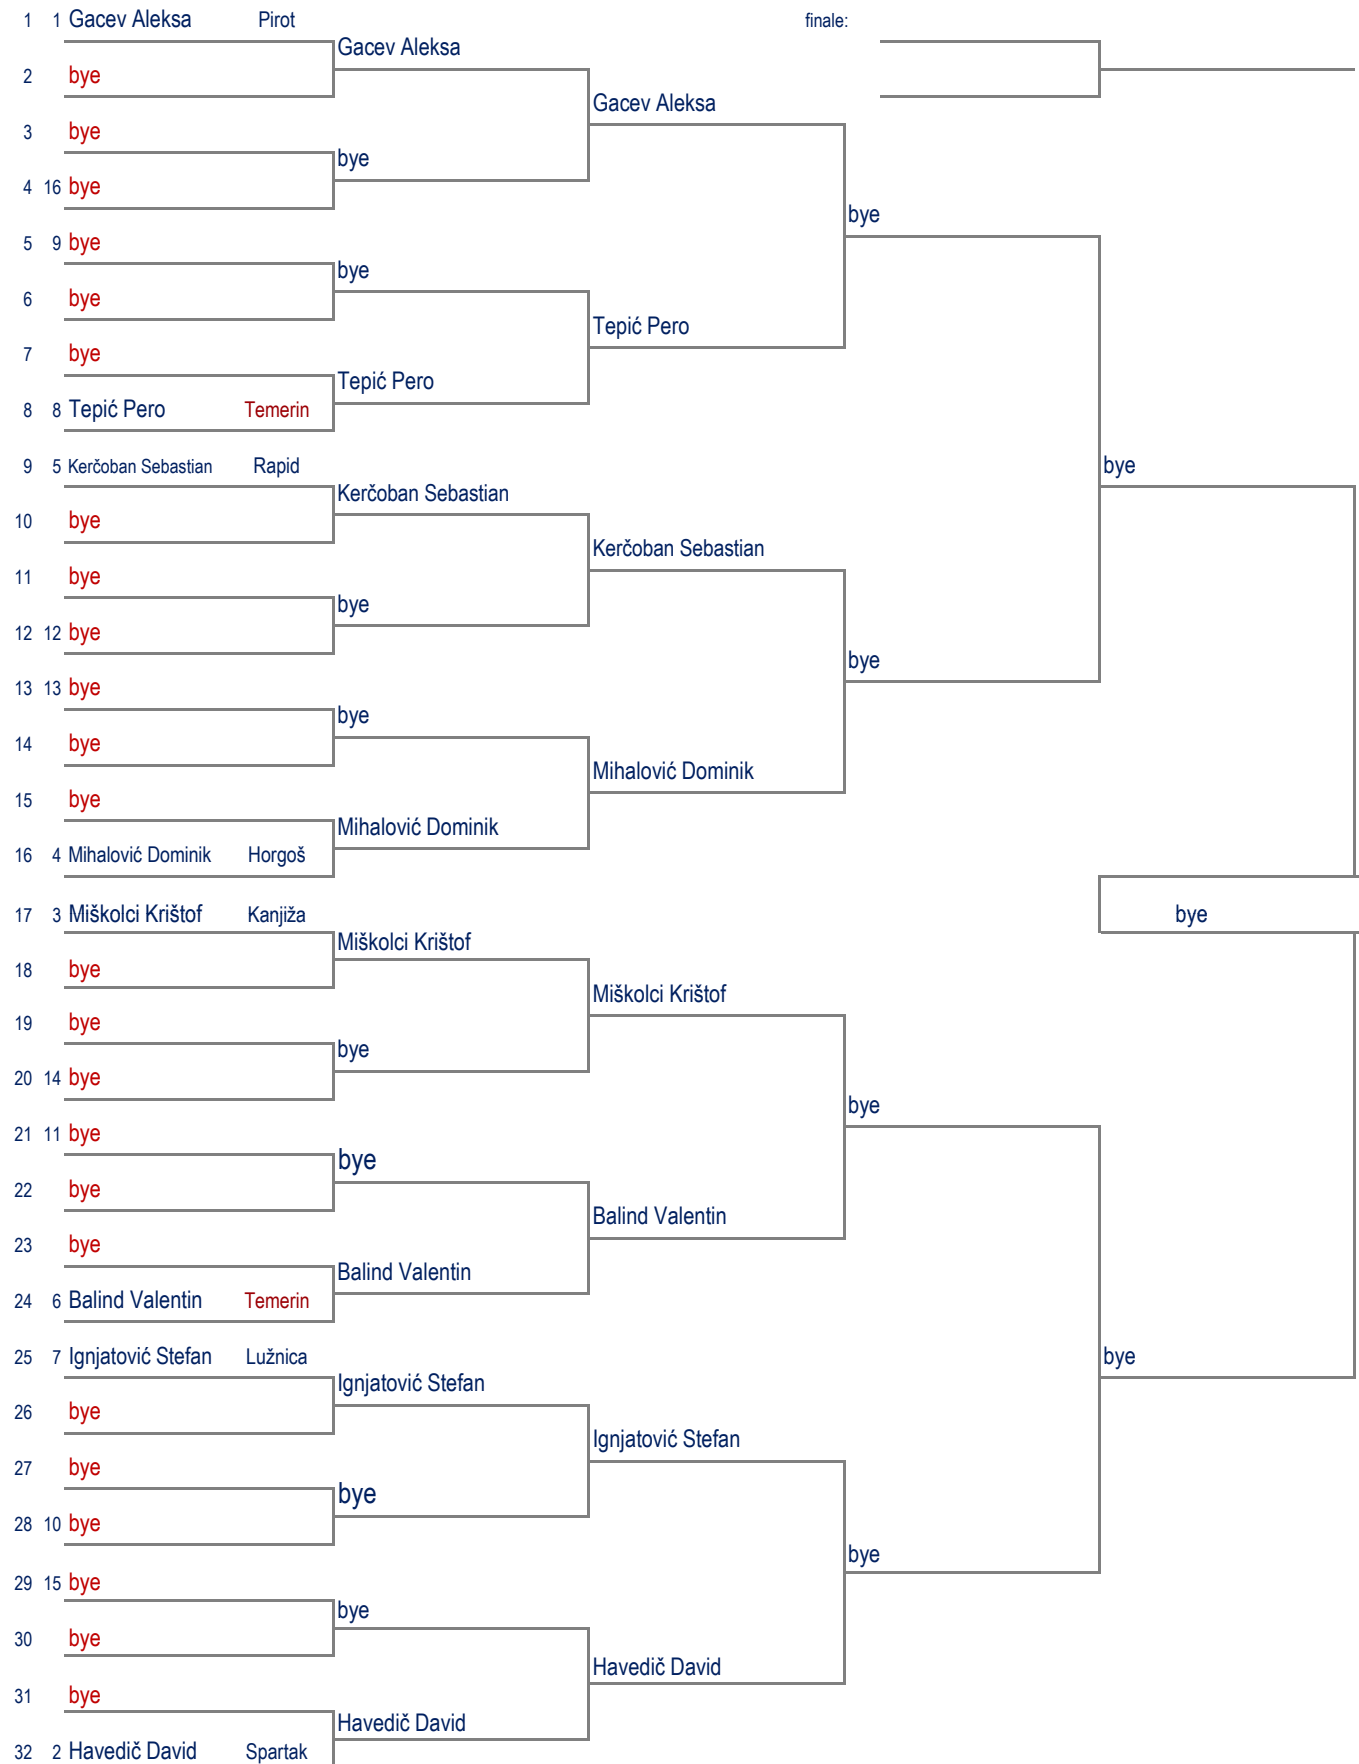 1 1 Gacev Aleksa Pirot finale:
Gacev Aleksa
2 bye
Gacev Aleksa
3 bye
bye
4 16 bye
bye
5 9 bye
bye
6 bye
Tepić Pero
7 bye
Tepić Pero
8 8 Tepić Pero Temerin
9 5 Kerčoban Sebastian Rapid bye
Kerčoban Sebastian
10 bye
Kerčoban Sebastian
11 bye
bye
12 12 bye
bye
13 13 bye
bye
14 bye
Mihalović Dominik
15 bye
Mihalović Dominik
16 4 Mihalović Dominik Horgoš
17 3 Miškolci Krištof Kanjiža bye
Miškolci Krištof
18 bye
Miškolci Krištof
19 bye
bye
20 14 bye
bye
21 11 bye
bye
22 bye
Balind Valentin
23 bye
Balind Valentin
24 6 Balind Valentin Temerin
25 7 Ignjatović Stefan Lužnica bye
Ignjatović Stefan
26 bye
Ignjatović Stefan
27 bye
bye
28 10 bye
bye
29 15 bye
bye
30 bye
Havedič David
31 bye
Havedič David
32 2 Havedič David Spartak